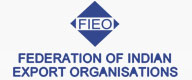 FIEO
FEDERATION OF INDIAN
EXPORT ORGANISATIONS